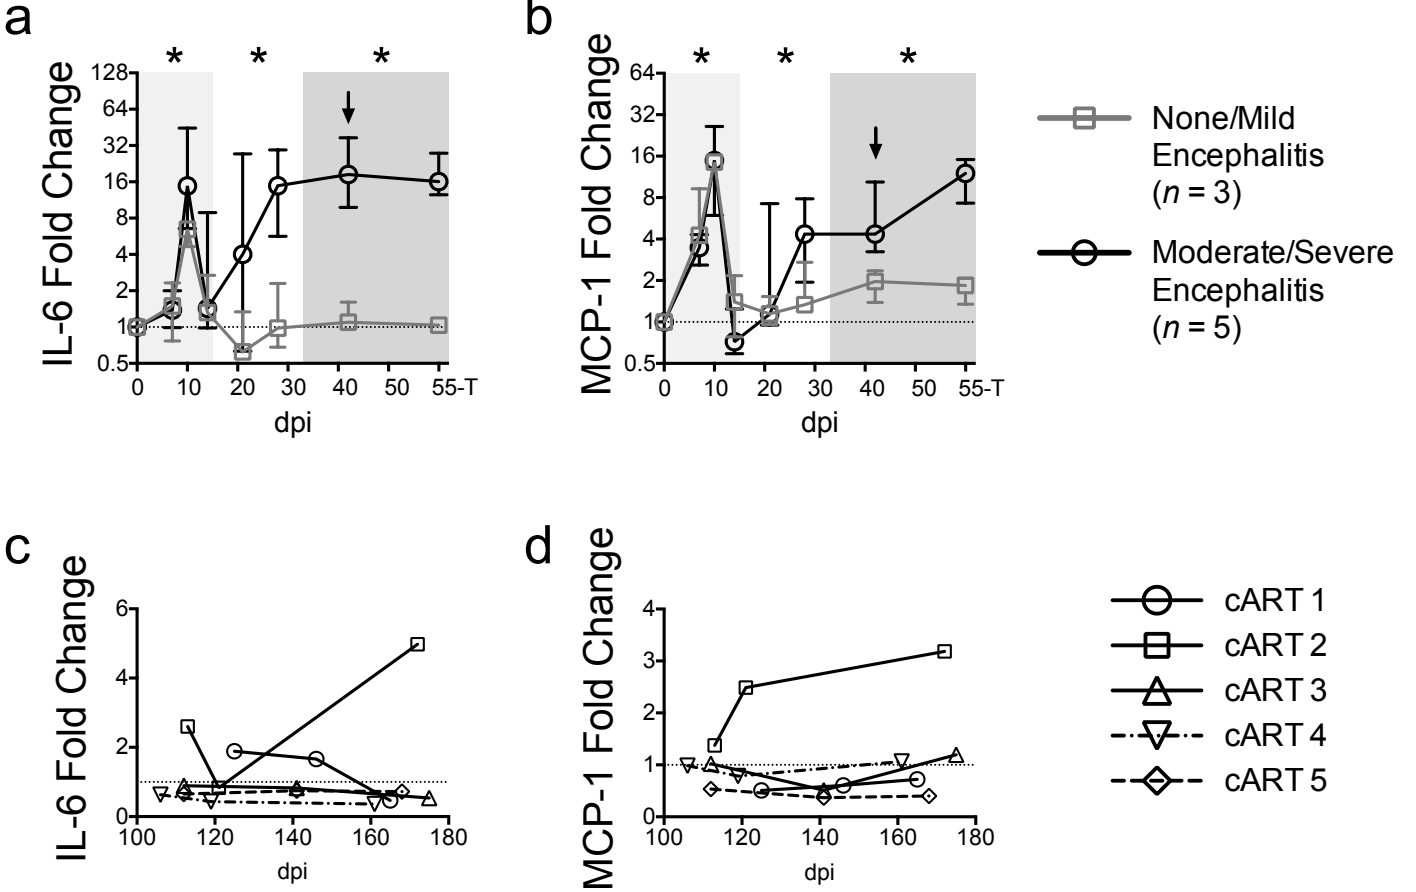 a
IL-6 Fold Change
128
64
32
16
8
4
2
1
0.5
* * *
0 10 20 30 40 50 55-T
dpi
b
MCP-1 Fold Change
64
32
16
8
4
2
1
0.5
* * *
0 10 20 30 40 50 55-T
dpi
None/Mild
Encephalitis
(n = 3)
Moderate/Severe
Encephalitis
(n = 5)
c
IL-6 Fold Change
6
4
2
0
100 120 140 160 180
dpi
d
MCP-1 Fold Change
4
3
2
1
0
100 120 140 160 180
dpi
cART 1
cART 2
cART 3
cART 4
cART 5